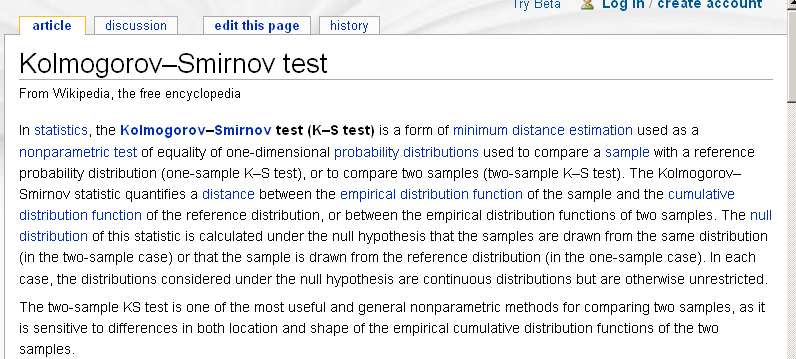 Try Beta Log in / create account
article discussion edit this page history
Kolmogorov–Smirnov test
From Wikipedia, the free encyclopedia
In statistics, the Kolmogorov–Smirnov test (K–S test) is a form of minimum distance estimation used as a
nonparametric test of equality of one-dimensional probability distributions used to compare a sample with a reference
probability distribution (one-sample K–S test), or to compare two samples (two-sample K–S test). The Kolmogorov–
Smirnov statistic quantifies a distance between the empirical distribution function of the sample and the cumulative
distribution function of the reference distribution, or between the empirical distribution functions of two samples. The null
distribution of this statistic is calculated under the null hypothesis that the samples are drawn from the same distribution
(in the two-sample case) or that the sample is drawn from the reference distribution (in the one-sample case). In each
case, the distributions considered under the null hypothesis are continuous distributions but are otherwise unrestricted.
The two-sample KS test is one of the most useful and general nonparametric methods for comparing two samples, as it
is sensitive to differences in both location and shape of the empirical cumulative distribution functions of the two
samples.